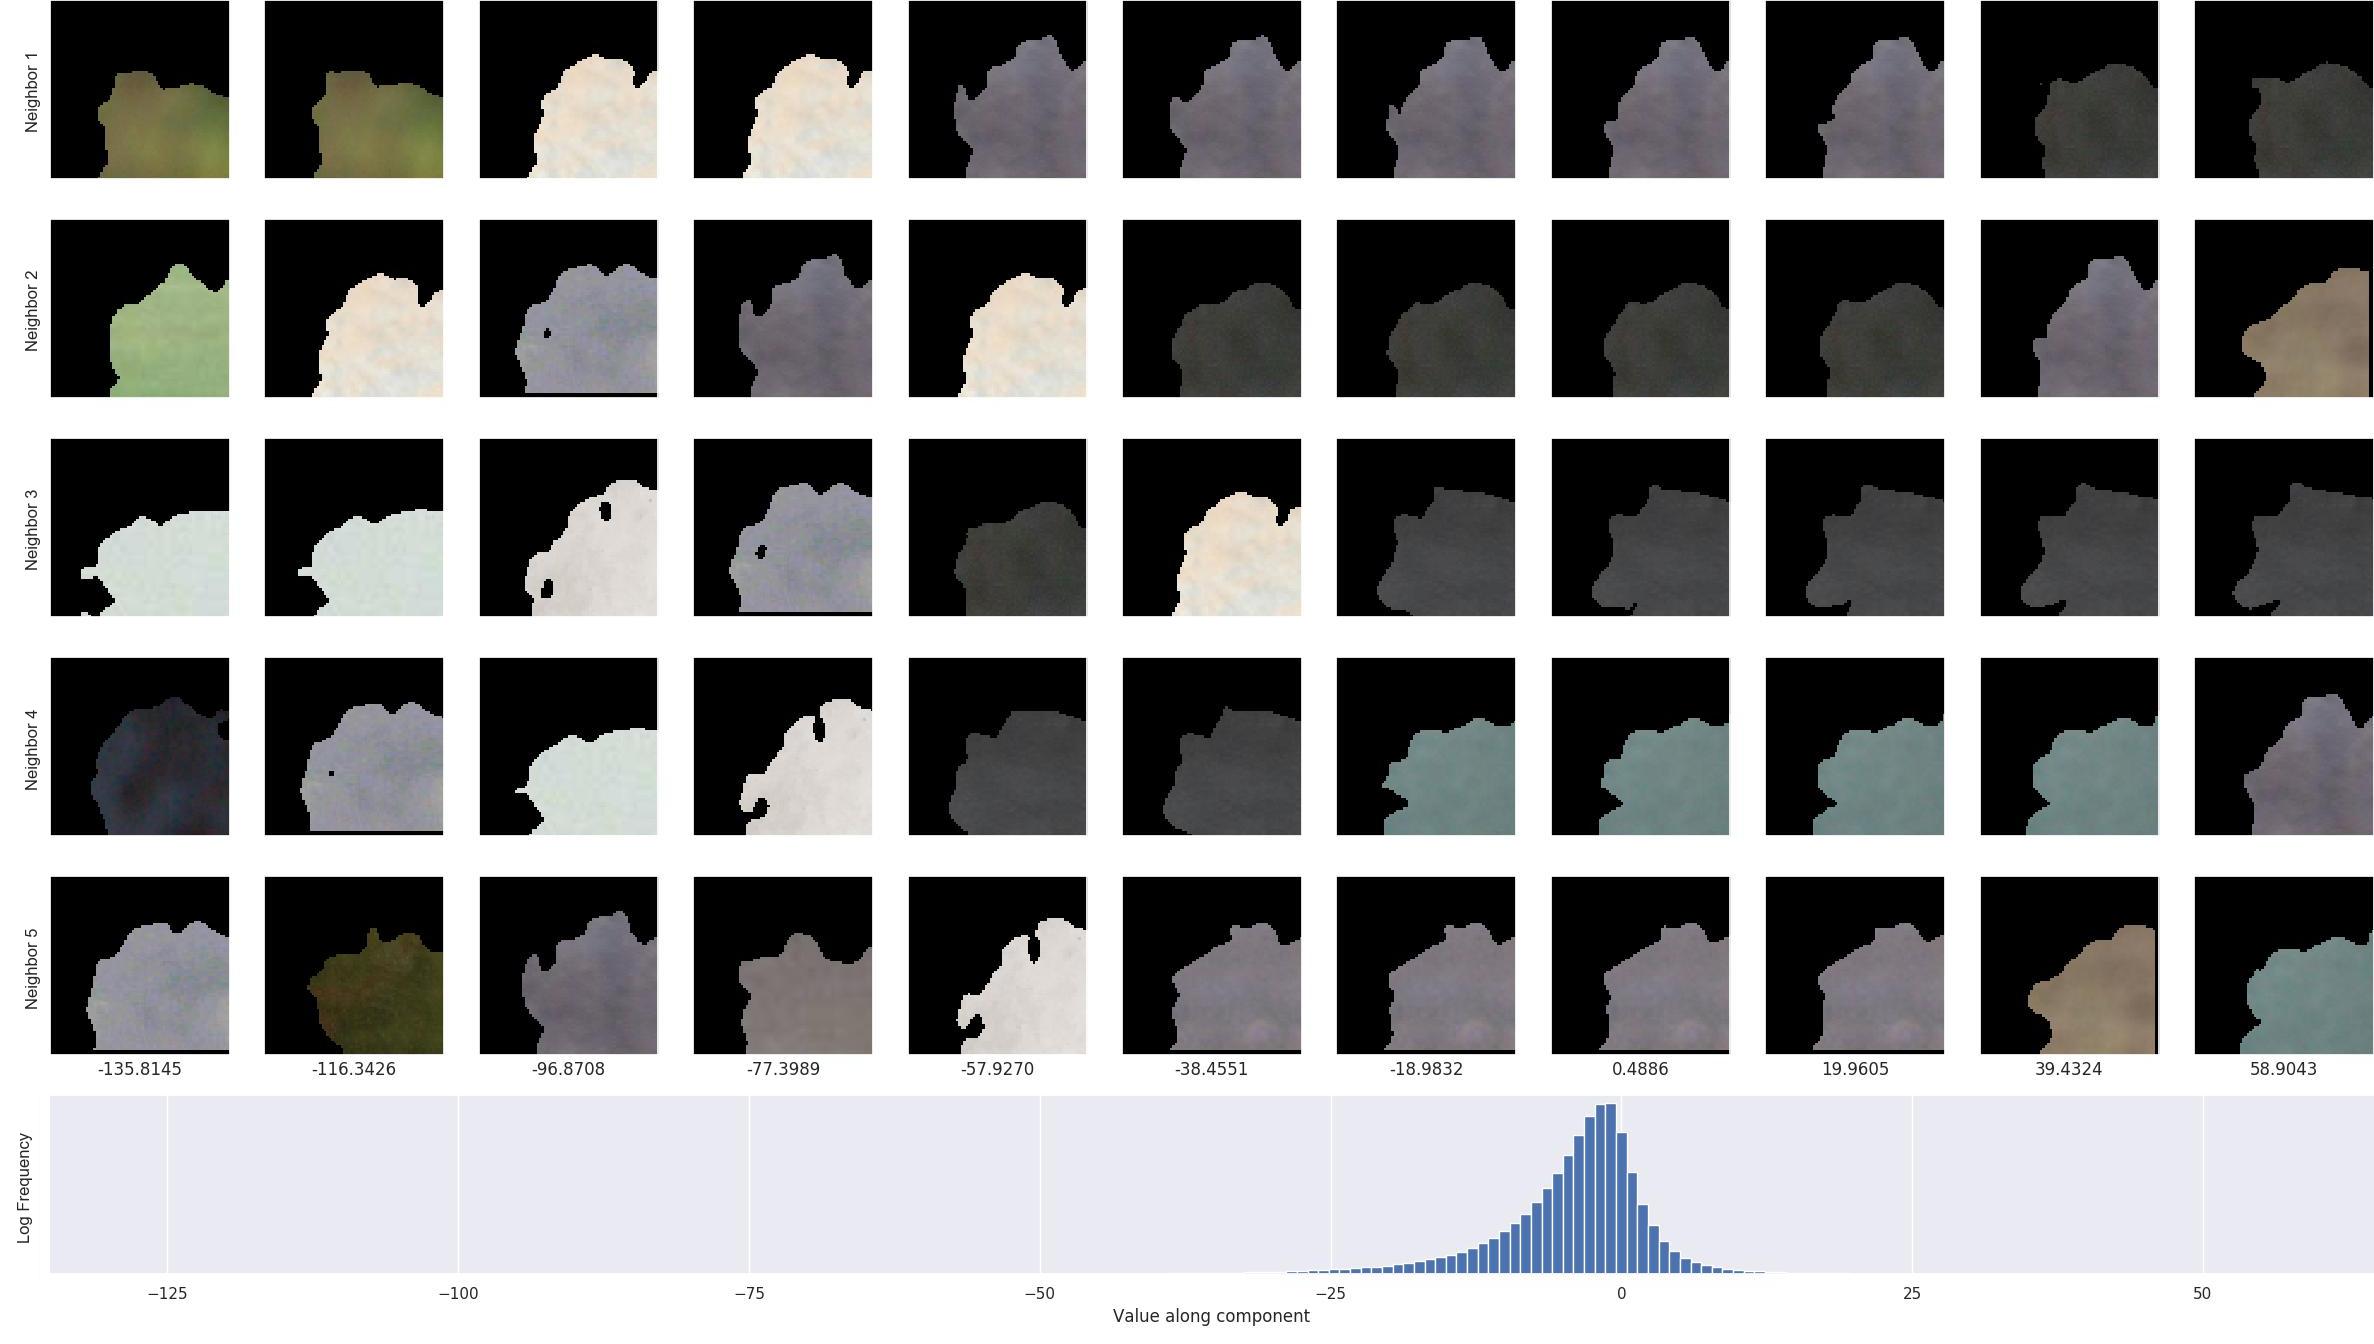 Neighbor 1
Neighbor 2
Neighbor 3
Neighbor 4
Neighbor 5
-135.8145 -116.3426 -96.8708 -77.3989 -57.9270 -38.4551 -18.9832 0.4886 19.9605 39.4324 58.9043
Log Frequency
−125 −100 −75 −50 −25 0 25 50
Value along component